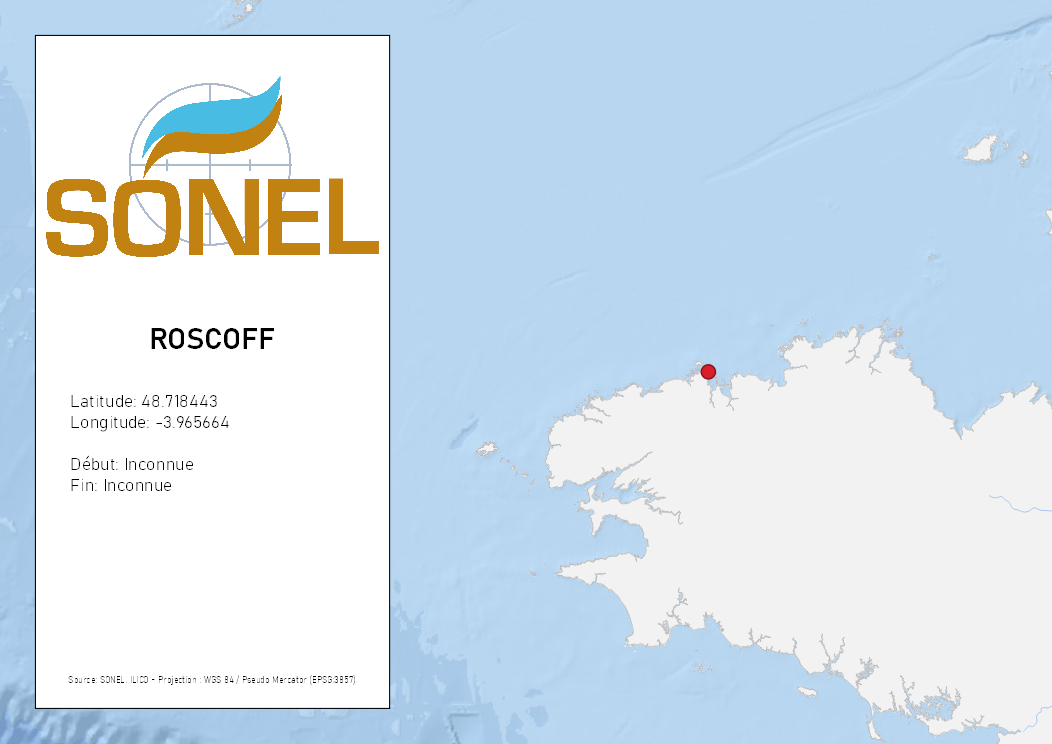 SONEL
ROSCOFF
Latitude: 48.718443
Longitude: -3.965664
Début: Inconnue
Fin: Inconnue
Source: SONEL, ILICO - Projection : WGS 84 / Pseudo Mercator (EPSG:3857)